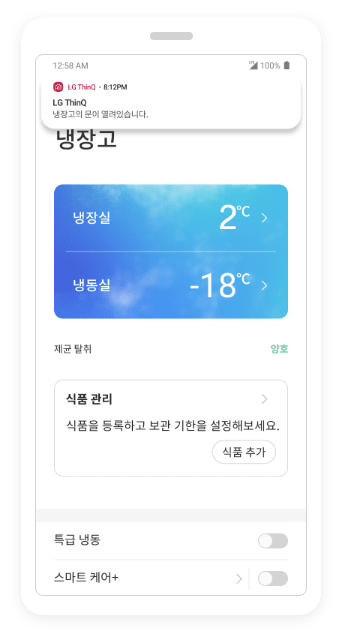 12:58 AM 100%
LG ThinQ • 8:12PM
LG ThinQ
냉장고의 문이 열려있습니다.
냉장고
냉장실 2℃
냉동실 -18℃
제균 탈취 양호
식품 관리
식품을 등록하고 보관 기한을 설정해보세요.
식품 추가
특급 냉동
스마트 케어+